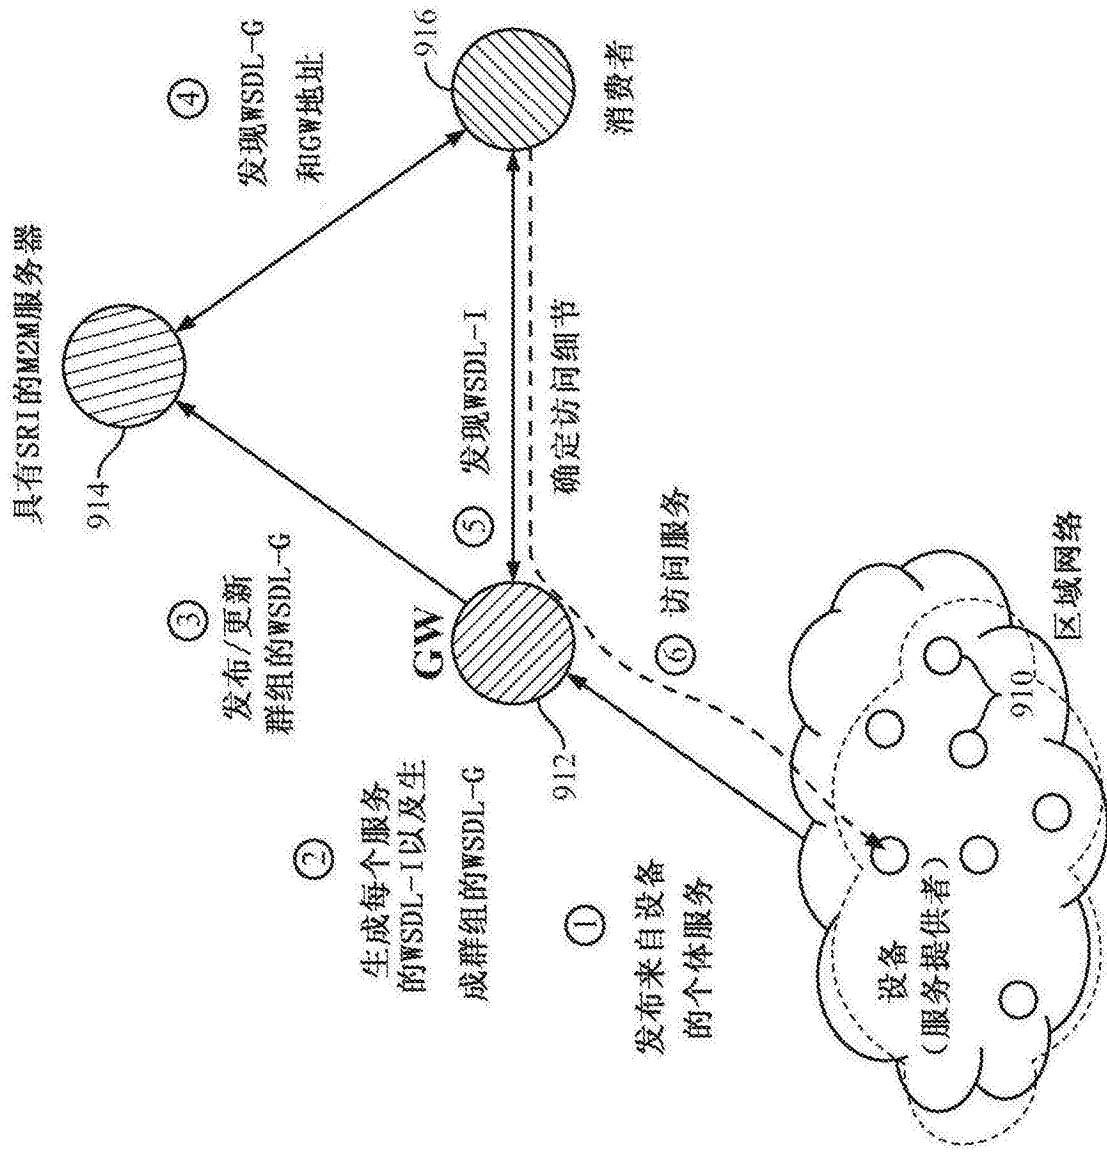 具有SRI的M2M服务器
914
④
发现WSDL-G
和GW地址
916
消费者
③
发布/更新
群组的WSDL-G
⑤ 发现WSDL-I
确定访问细节
GW
912
②
生成每个服务
的WSDL-I以及生
成群组的WSDL-G
⑥ 访问服务
①
发布来自设备
的个体服务
设备
(服务提供者)
910
区域网络